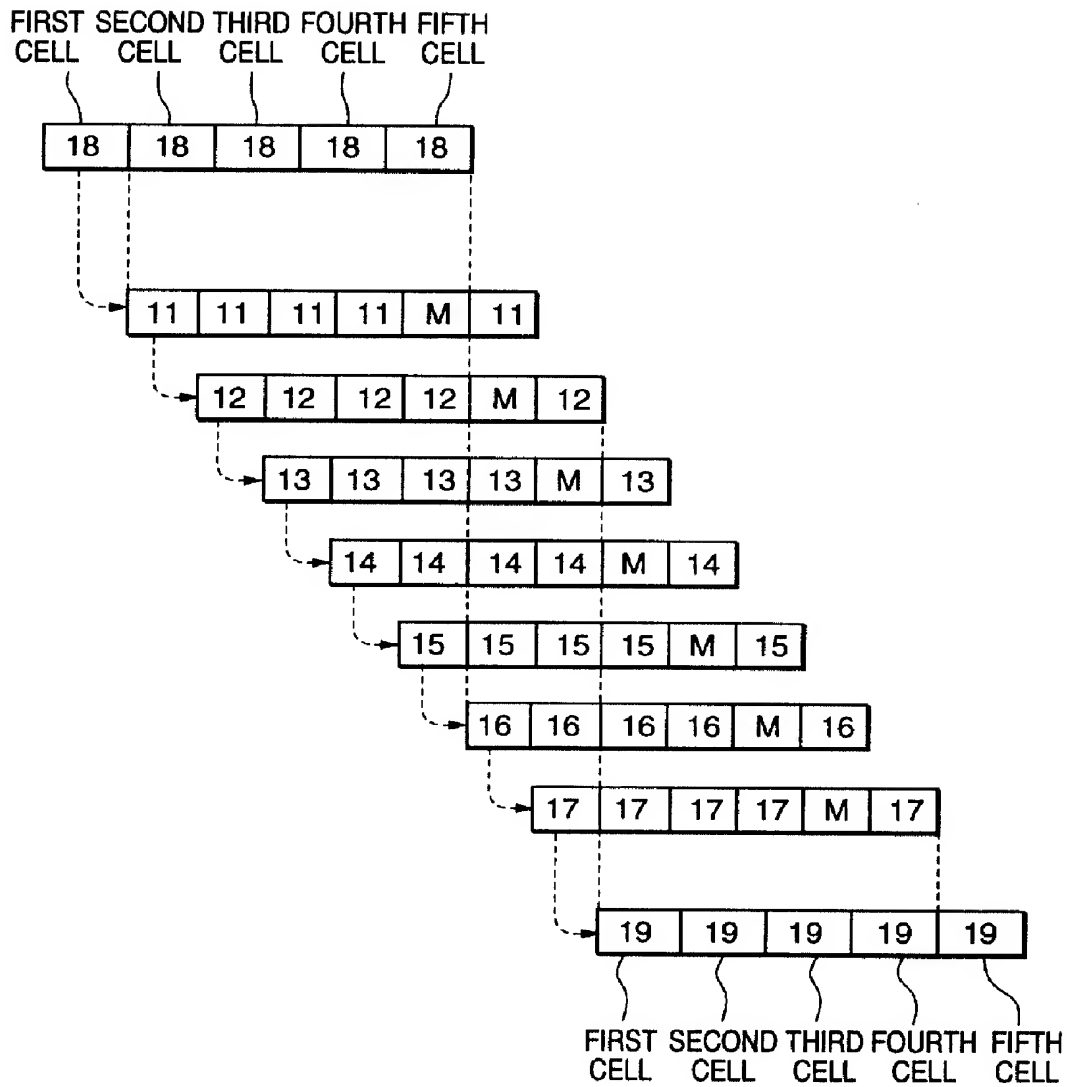 FIRST SECOND THIRD FOURTH FIFTH
CELL CELL CELL CELL CELL
18 18 18 18 18
11 11 11 11 M 11
12 12 12 12 M 12
13 13 13 13 M 13
14 14 14 14 M 14
15 15 15 15 M 15
16 16 16 16 M 16
17 17 17 17 M 17
19 19 19 19 19
FIRST SECOND THIRD FOURTH FIFTH
CELL CELL CELL CELL CELL